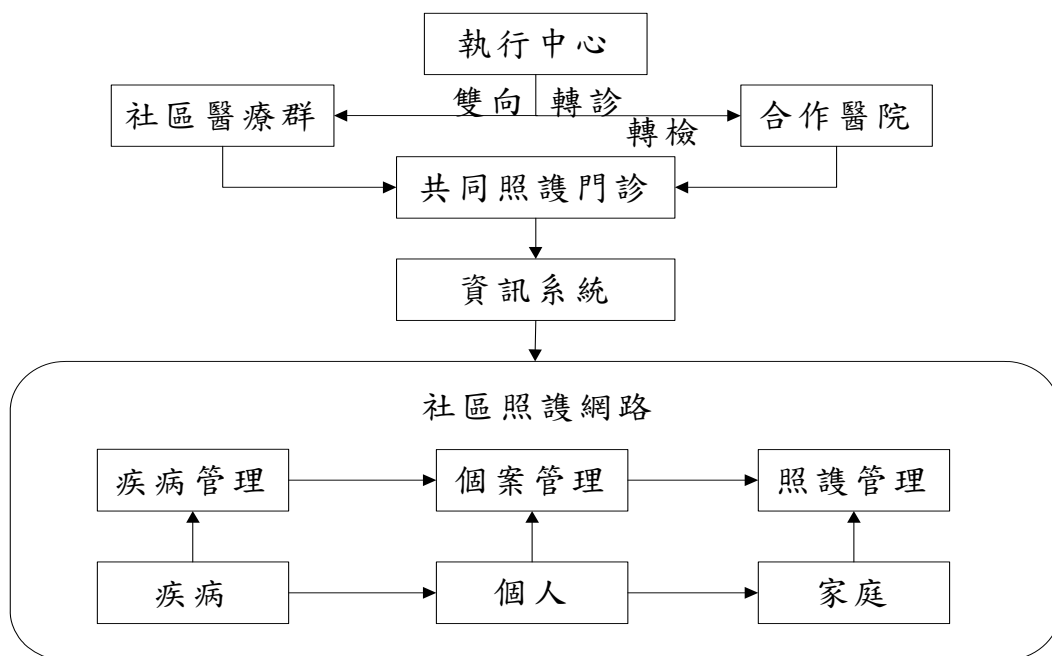 執行中心
雙向 轉診
社區醫療群
合作醫院
轉檢
共同照護門診
資訊系統
社區照護網路
疾病管理
個案管理
照護管理
疾病
個人
家庭